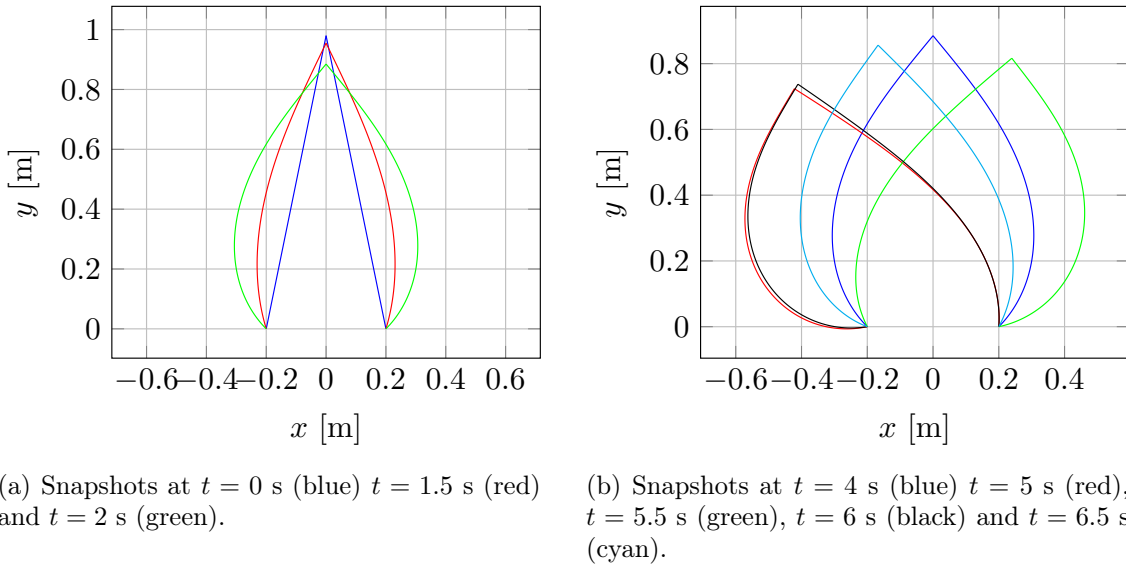 1
0.8
0.6
0.4
0.2
0
y [m]
−0.6 −0.4 −0.2 0 0.2 0.4 0.6
x [m]
(a) Snapshots at t = 0 s (blue) t = 1.5 s (red)
and t = 2 s (green).
0.8
0.6
0.4
0.2
0
y [m]
−0.6 −0.4 −0.2 0 0.2 0.4
x [m]
(b) Snapshots at t = 4 s (blue) t = 5 s (red),
t = 5.5 s (green), t = 6 s (black) and t = 6.5 s
(cyan).